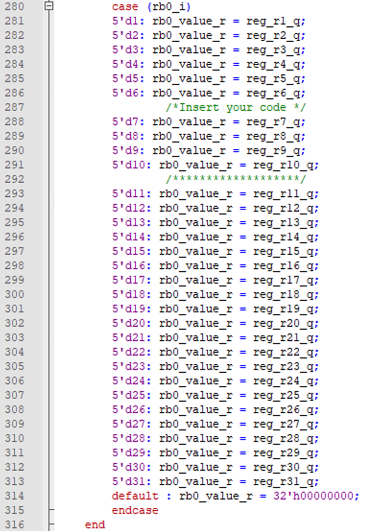 280 case (rb0_i)
281 5'd1: rb0_value_r = reg_r1_q;
282 5'd2: rb0_value_r = reg_r2_q;
283 5'd3: rb0_value_r = reg_r3_q;
284 5'd4: rb0_value_r = reg_r4_q;
285 5'd5: rb0_value_r = reg_r5_q;
286 5'd6: rb0_value_r = reg_r6_q;
287 /*Insert your code */
288 5'd7: rb0_value_r = reg_r7_q;
289 5'd8: rb0_value_r = reg_r8_q;
290 5'd9: rb0_value_r = reg_r9_q;
291 5'd10: rb0_value_r = reg_r10_q;
292 /*******************/
293 5'd11: rb0_value_r = reg_r11_q;
294 5'd12: rb0_value_r = reg_r12_q;
295 5'd13: rb0_value_r = reg_r13_q;
296 5'd14: rb0_value_r = reg_r14_q;
297 5'd15: rb0_value_r = reg_r15_q;
298 5'd16: rb0_value_r = reg_r16_q;
299 5'd17: rb0_value_r = reg_r17_q;
300 5'd18: rb0_value_r = reg_r18_q;
301 5'd19: rb0_value_r = reg_r19_q;
302 5'd20: rb0_value_r = reg_r20_q;
303 5'd21: rb0_value_r = reg_r21_q;
304 5'd22: rb0_value_r = reg_r22_q;
305 5'd23: rb0_value_r = reg_r23_q;
306 5'd24: rb0_value_r = reg_r24_q;
307 5'd25: rb0_value_r = reg_r25_q;
308 5'd26: rb0_value_r = reg_r26_q;
309 5'd27: rb0_value_r = reg_r27_q;
310 5'd28: rb0_value_r = reg_r28_q;
311 5'd29: rb0_value_r = reg_r29_q;
312 5'd30: rb0_value_r = reg_r30_q;
313 5'd31: rb0_value_r = reg_r31_q;
314 default : rb0_value_r = 32'h00000000;
315 endcase
316 end